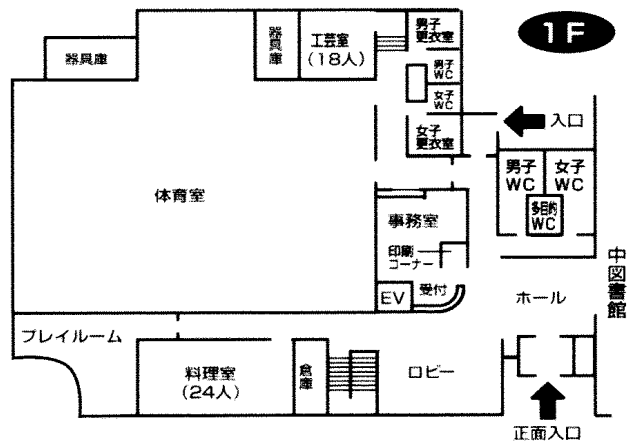 1F
器具庫
器具庫
工芸室
(18人)
男子
更衣室
男子
WC
女子
WC
女子
更衣室
入口
男子
WC
女子
WC
多目的
WC
体育室
事務室
印刷
コーナー
EV
受付
ホール
中図書館
プレイルーム
料理室
(24人)
倉庫
ロビー
正面入口